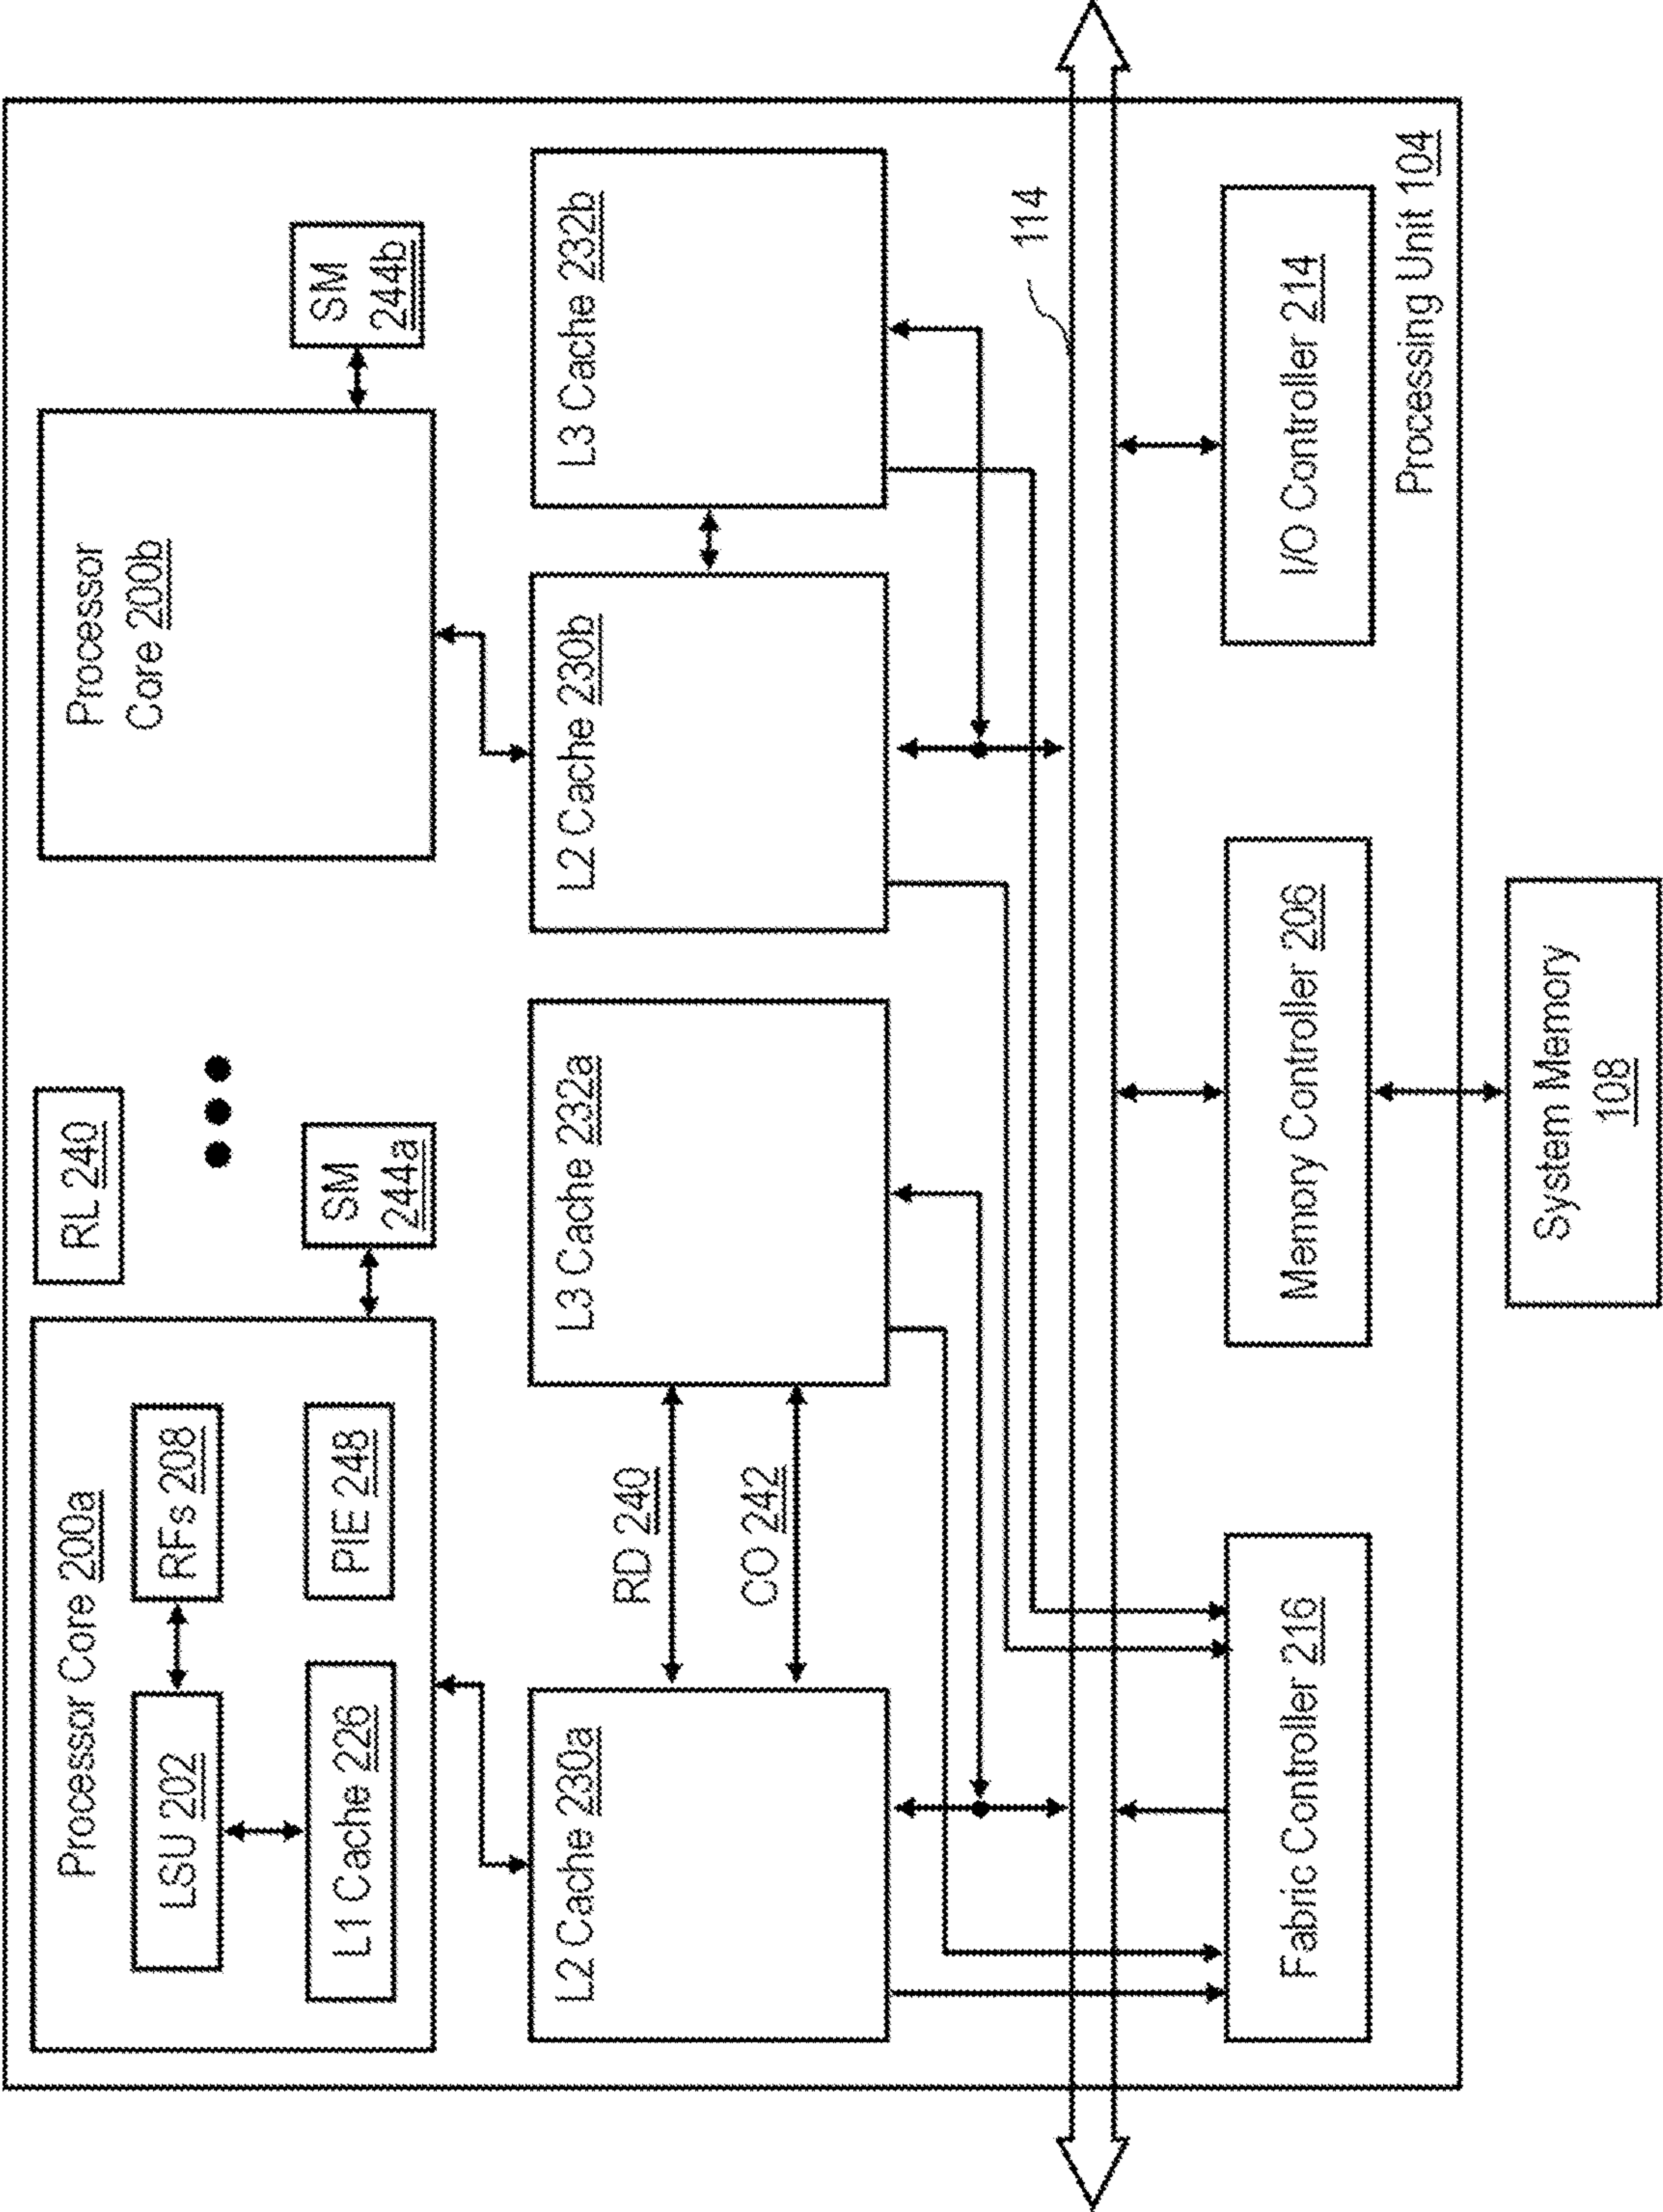 Processor Core 200a
LSU 202
RFs 208
L1 Cache 226
PIE 248
RL 240
SM
244a
Processor
Core 200b
SM
244b
L2 Cache 230a
RD 240
CO 242
L3 Cache 232a
L2 Cache 230b
L3 Cache 232b
114
Fabric Controller 216
Memory Controller 206
I/O Controller 214
Processing Unit 104
System Memory
108